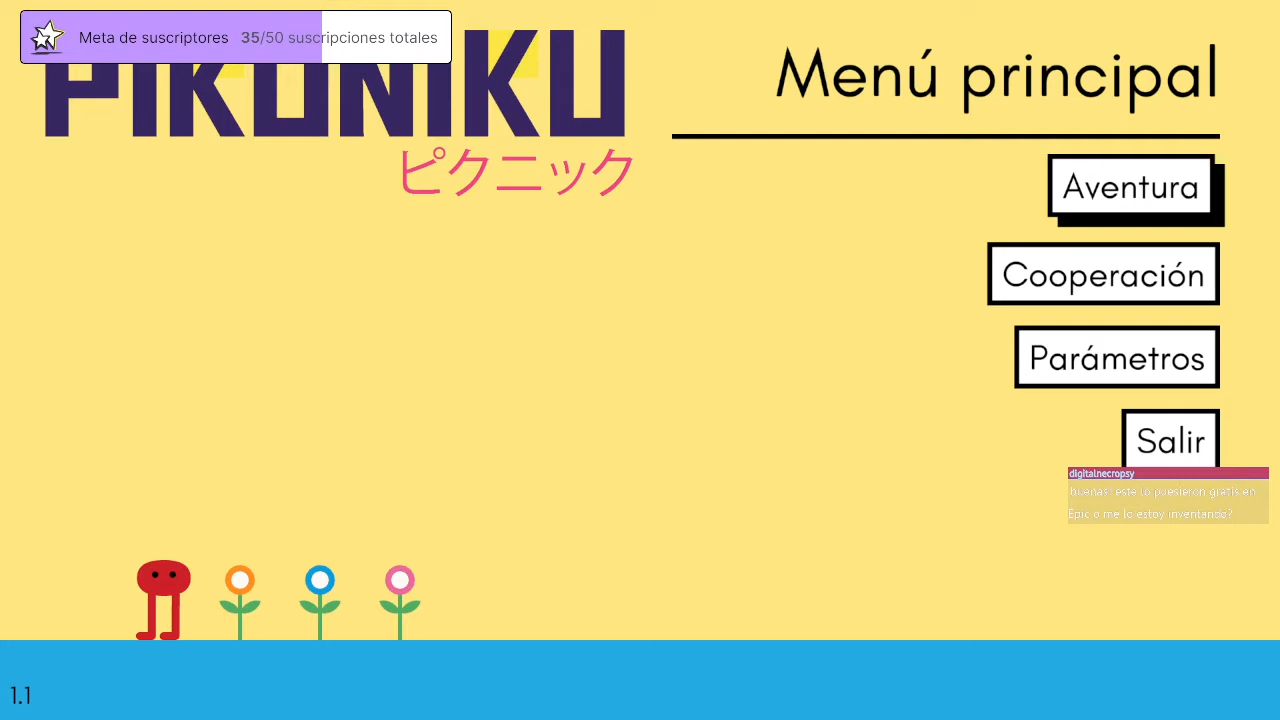 Meta de suscriptores 35/50 suscripciones totales
PIKUNIKU
ピクニック
Menú principal
Aventura
Cooperación
Parámetros
Salir
digitalnecropsy
buenas. este lo pusieron gratis en
Epic o me lo estoy inventando?
1.1